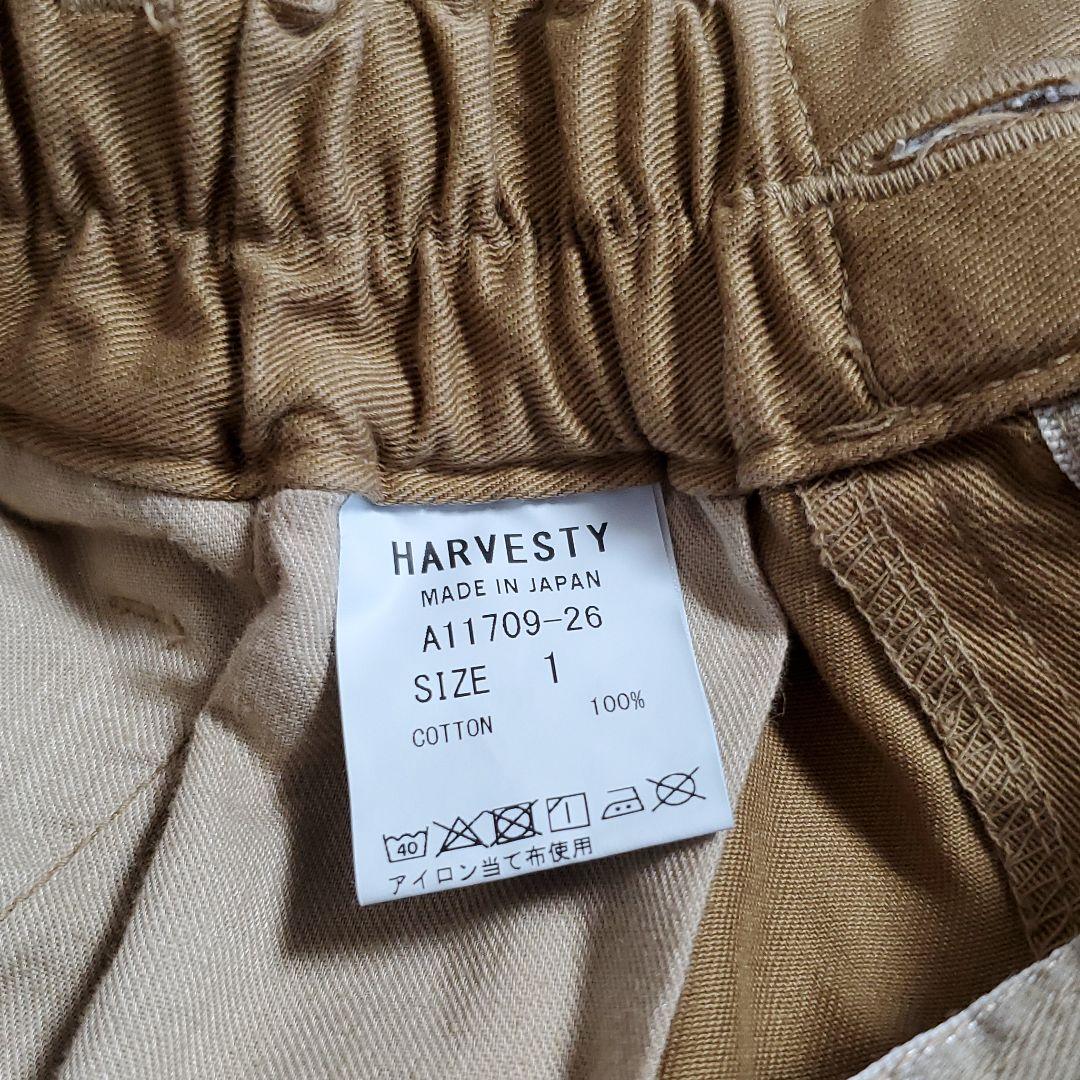 HARVESTY
MADE IN JAPAN
A11709-26
SIZE 1
COTTON 100%
40
アイロン当て布使用